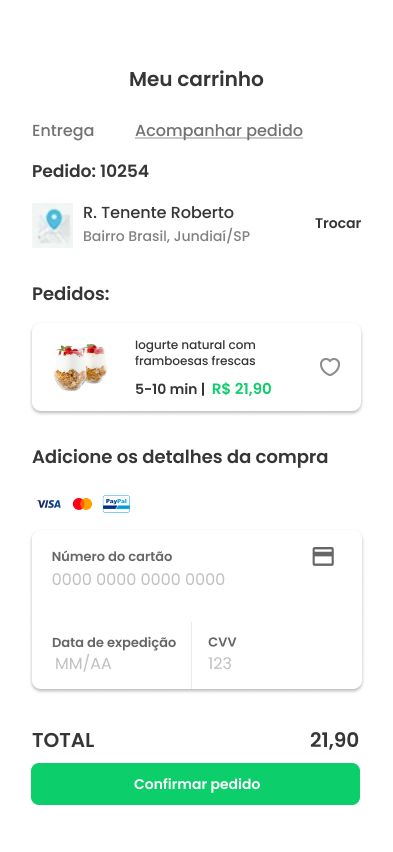 Meu carrinho
Entrega Acompanhar pedido
Pedido: 10254
R. Tenente Roberto
Bairro Brasil, Jundiaí/SP
Trocar
Pedidos:
Iogurte natural com
framboesas frescas
5-10 min | R$ 21,90
Adicione os detalhes da compra
VISA PayPal
Número do cartão
0000 0000 0000 0000
Data de expedição CVV
MM/AA 123
TOTAL 21,90
Confirmar pedido